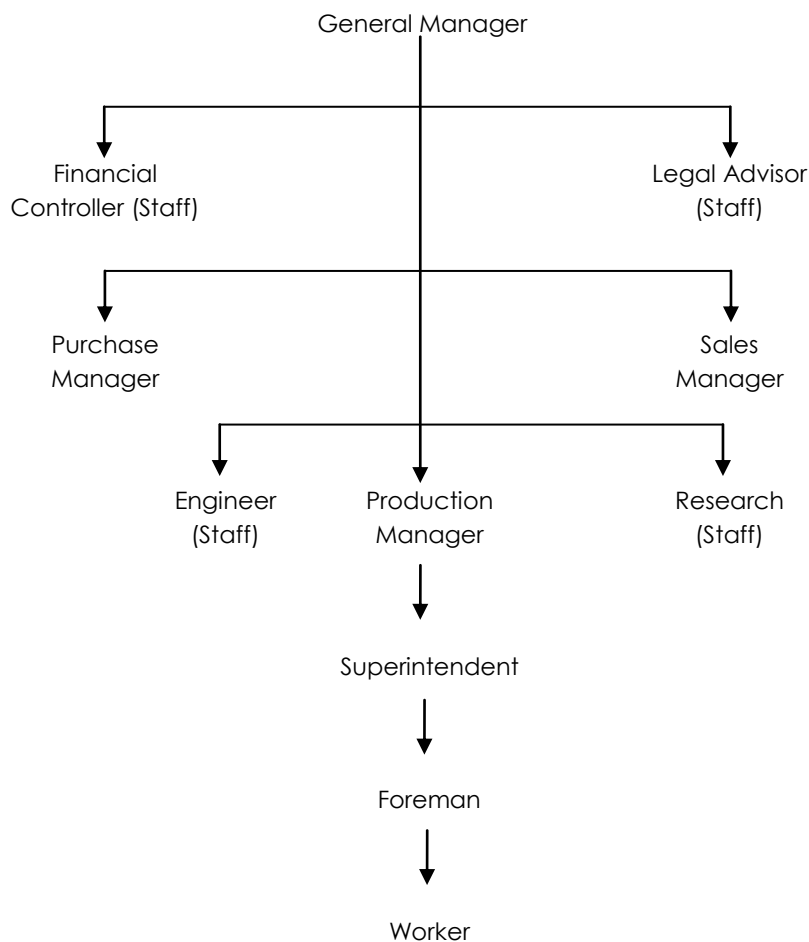 General Manager
Financial
Controller (Staff)
Legal Advisor
(Staff)
Purchase
Manager
Sales
Manager
Engineer
(Staff)
Production
Manager
Research
(Staff)
Superintendent
Foreman
Worker